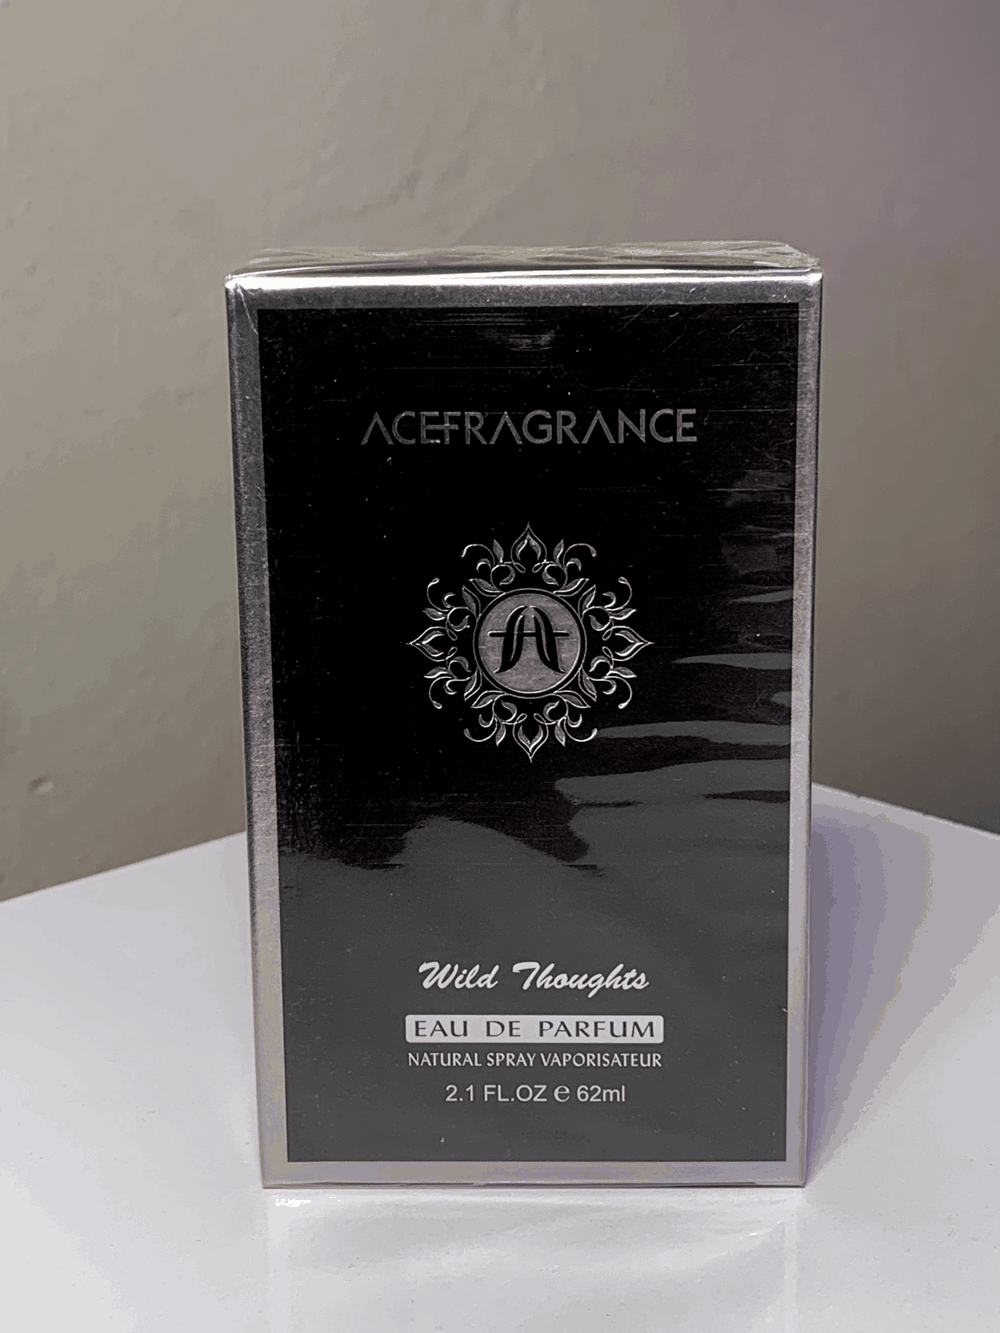 ACEFRAGRANCE
A
Wild Thoughts
EAU DE PARFUM
NATURAL SPRAY VAPORISATEUR
2.1 FL.OZ e 62ml